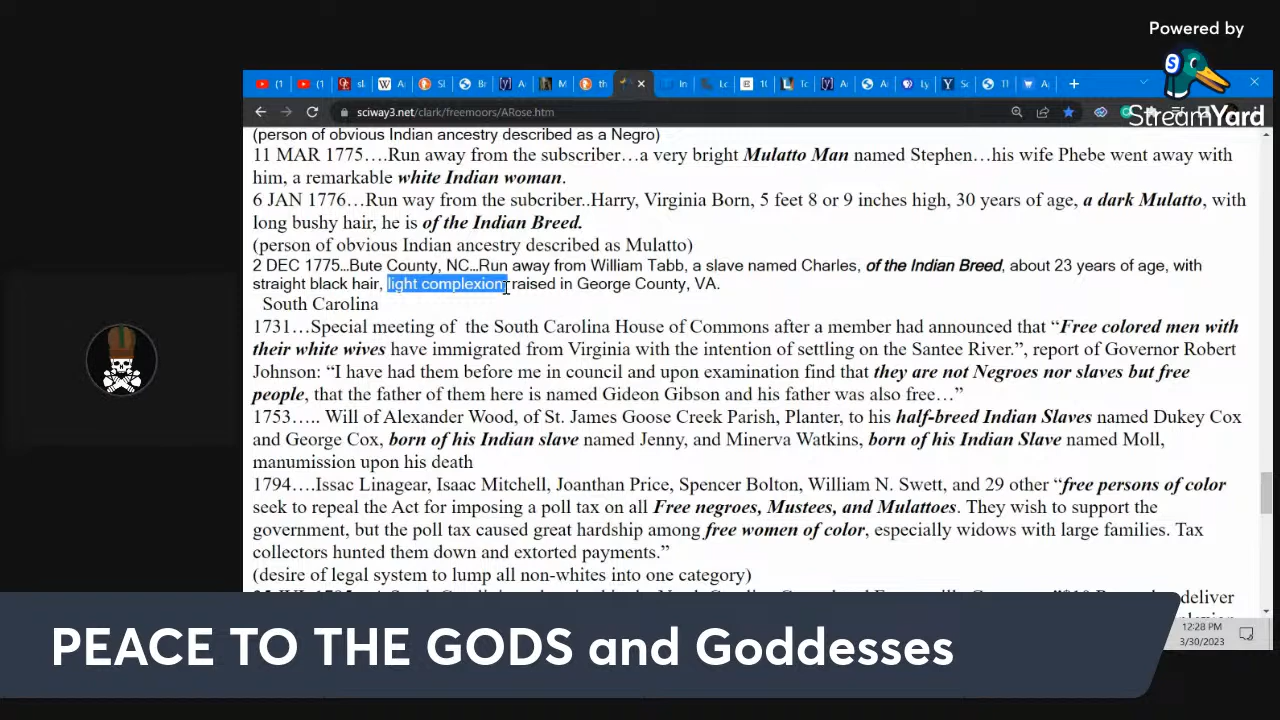 Powered by
StreamYard
sciway3.net/clark/freemoors/ARose.htm
(person of obvious Indian ancestry described as a Negro)
11 MAR 1775….Run away from the subscriber…a very bright Mulatto Man named Stephen…his wife Phebe went away with
him, a remarkable white Indian woman.
6 JAN 1776…Run way from the subcriber..Harry, Virginia Born, 5 feet 8 or 9 inches high, 30 years of age, a dark Mulatto, with
long bushy hair, he is of the Indian Breed.
(person of obvious Indian ancestry described as Mulatto)
2 DEC 1775…Bute County, NC…Run away from William Tabb, a slave named Charles, of the Indian Breed, about 23 years of age, with
straight black hair, light complexion, raised in George County, VA.
South Carolina
1731…Special meeting of the South Carolina House of Commons after a member had announced that “Free colored men with
their white wives have immigrated from Virginia with the intention of settling on the Santee River.”, report of Governor Robert
Johnson: “I have had them before me in council and upon examination find that they are not Negroes nor slaves but free
people, that the father of them here is named Gideon Gibson and his father was also free…”
1753….. Will of Alexander Wood, of St. James Goose Creek Parish, Planter, to his half-breed Indian Slaves named Dukey Cox
and George Cox, born of his Indian slave named Jenny, and Minerva Watkins, born of his Indian Slave named Moll,
manumission upon his death
1794….Issac Linagear, Isaac Mitchell, Joanthan Price, Spencer Bolton, William N. Swett, and 29 other “free persons of color
seek to repeal the Act for imposing a poll tax on all Free negroes, Mustees, and Mulattoes. They wish to support the
government, but the poll tax caused great hardship among free women of color, especially widows with large families. Tax
collectors hunted them down and extorted payments.”
(desire of legal system to lump all non-whites into one category)
deliver
12:28 PM
3/30/2023
PEACE TO THE GODS and Goddesses